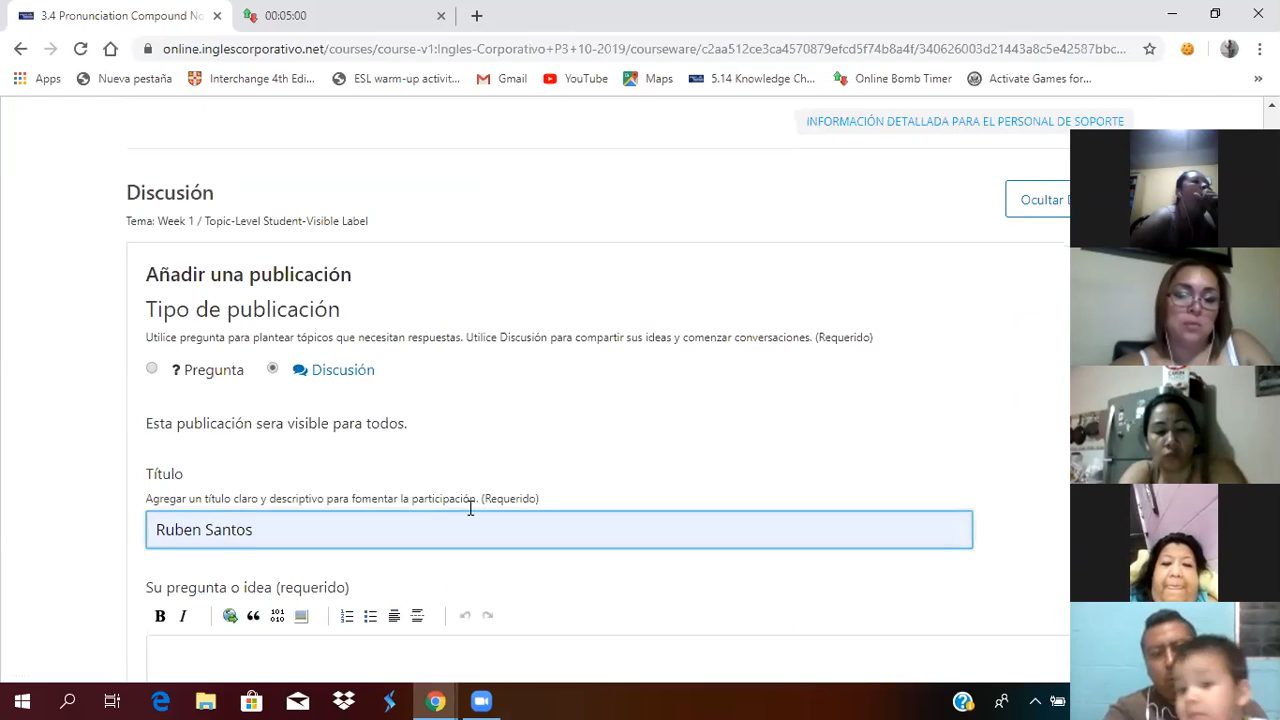 3.4 Pronunciation Compound No
00:05:00
online.inglescorporativo.net/courses/course-v1:Ingles-Corporativo+P3+10-2019/courseware/c2aa512ce3ca4570879efcd5f74b8a4f/340626003d21443a8c5e42587bbc...
Apps
Nueva pestaña
Interchange 4th Edi...
ESL warm-up activit...
Gmail
YouTube
Maps
5.14 Knowledge Ch...
Online Bomb Timer
Activate Games for...
»
INFORMACIÓN DETALLADA PARA EL PERSONAL DE SOPORTE
Discusión
Ocultar
Tema: Week 1 / Topic-Level Student-Visible Label
Añadir una publicación
Tipo de publicación
Utilice pregunta para plantear tópicos que necesitan respuestas. Utilice Discusión para compartir sus ideas y comenzar conversaciones. (Requerido)
? Pregunta
Discusión
Esta publicación sera visible para todos.
Título
Agregar un título claro y descriptivo para fomentar la participación. (Requerido)
Ruben Santos
Su pregunta o idea (requerido)
B I